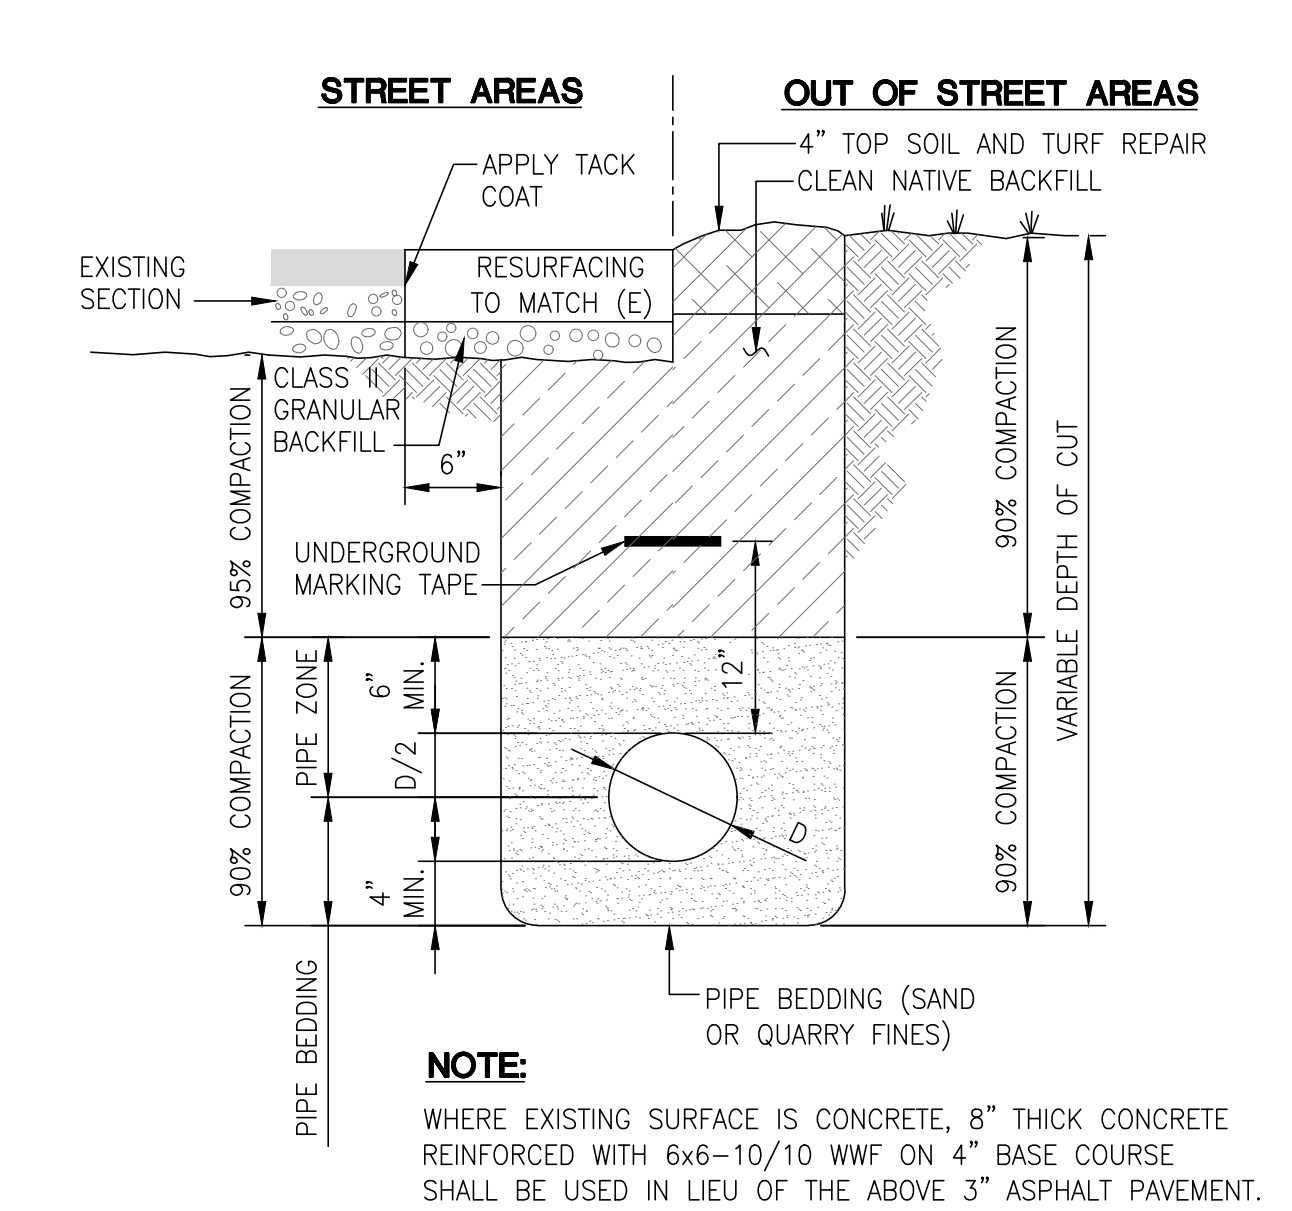 STREET AREAS
OUT OF STREET AREAS
4” TOP SOIL AND TURF REPAIR
CLEAN NATIVE BACKFILL
APPLY TACK
COAT
EXISTING
SECTION
RESURFACING
TO MATCH (E)
CLASS II
GRANULAR
BACKFILL
6”
95% COMPACTION
90% COMPACTION
VARIABLE DEPTH OF CUT
UNDERGROUND
MARKING TAPE
12”
90% COMPACTION
PIPE ZONE
6”
MIN.
D/2
D
4”
MIN.
90% COMPACTION
PIPE BEDDING
PIPE BEDDING (SAND
OR QUARRY FINES)
NOTE:
WHERE EXISTING SURFACE IS CONCRETE, 8” THICK CONCRETE
REINFORCED WITH 6x6-10/10 WWF ON 4” BASE COURSE
SHALL BE USED IN LIEU OF THE ABOVE 3” ASPHALT PAVEMENT.